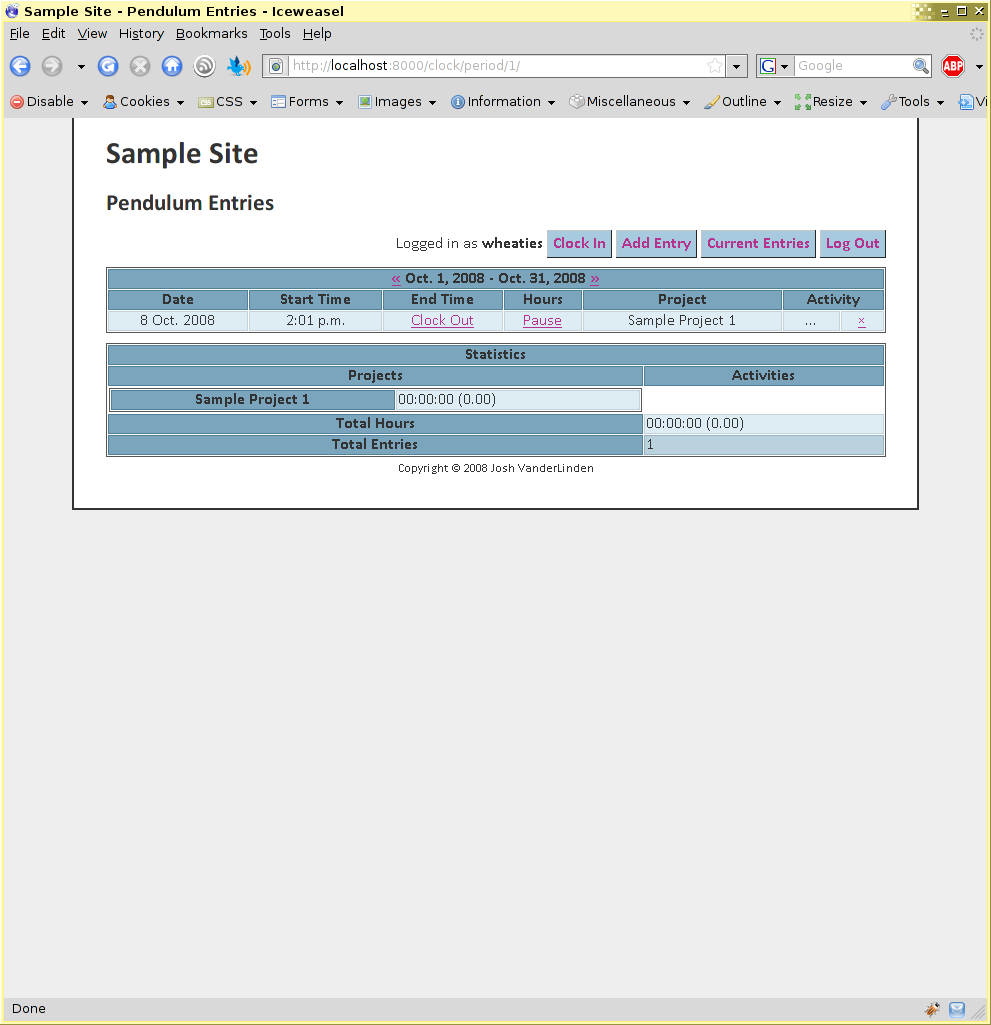 Sample Site - Pendulum Entries - Iceweasel
File Edit View History Bookmarks Tools Help
http://localhost:8000/clock/period/1/ G Google ABP
Disable Cookies CSS Forms Images Information Miscellaneous Outline Resize Tools Vi
Sample Site
Pendulum Entries
Logged in as wheaties Clock In Add Entry Current Entries Log Out
« Oct. 1, 2008 - Oct. 31, 2008 »
Date Start Time End Time Hours Project Activity
8 Oct. 2008 2:01 p.m. Clock Out Pause Sample Project 1 ... ×
Statistics
Projects Activities
Sample Project 1 00:00:00 (0.00)
Total Hours 00:00:00 (0.00)
Total Entries 1
Copyright © 2008 Josh VanderLinden
Done